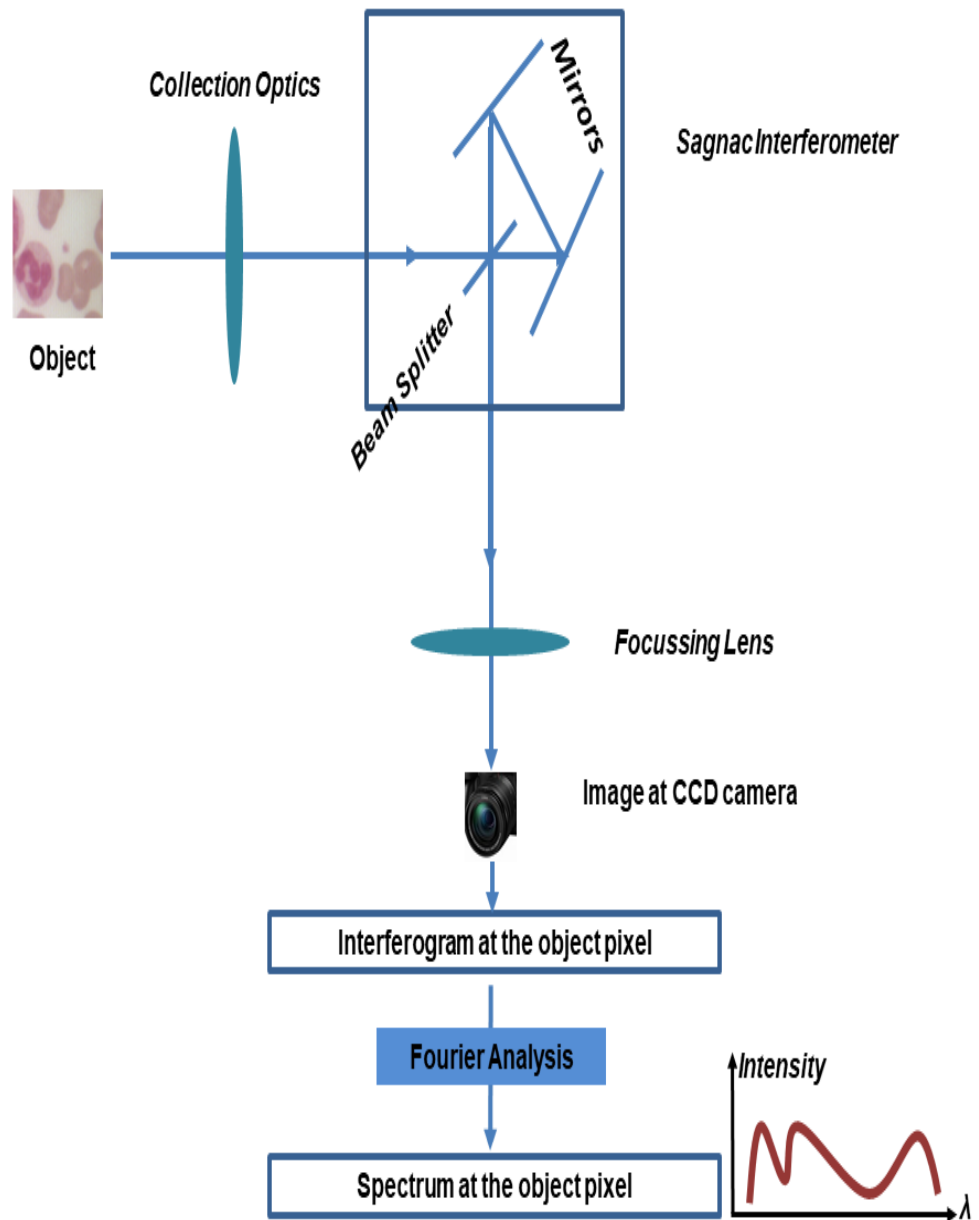 Collection Optics
Mirrors
Sagnac Interferometer
Object
Beam Splitter
Focussing Lens
Image at CCD camera
Interferogram at the object pixel
Fourier Analysis
Intensity
Spectrum at the object pixel
λ